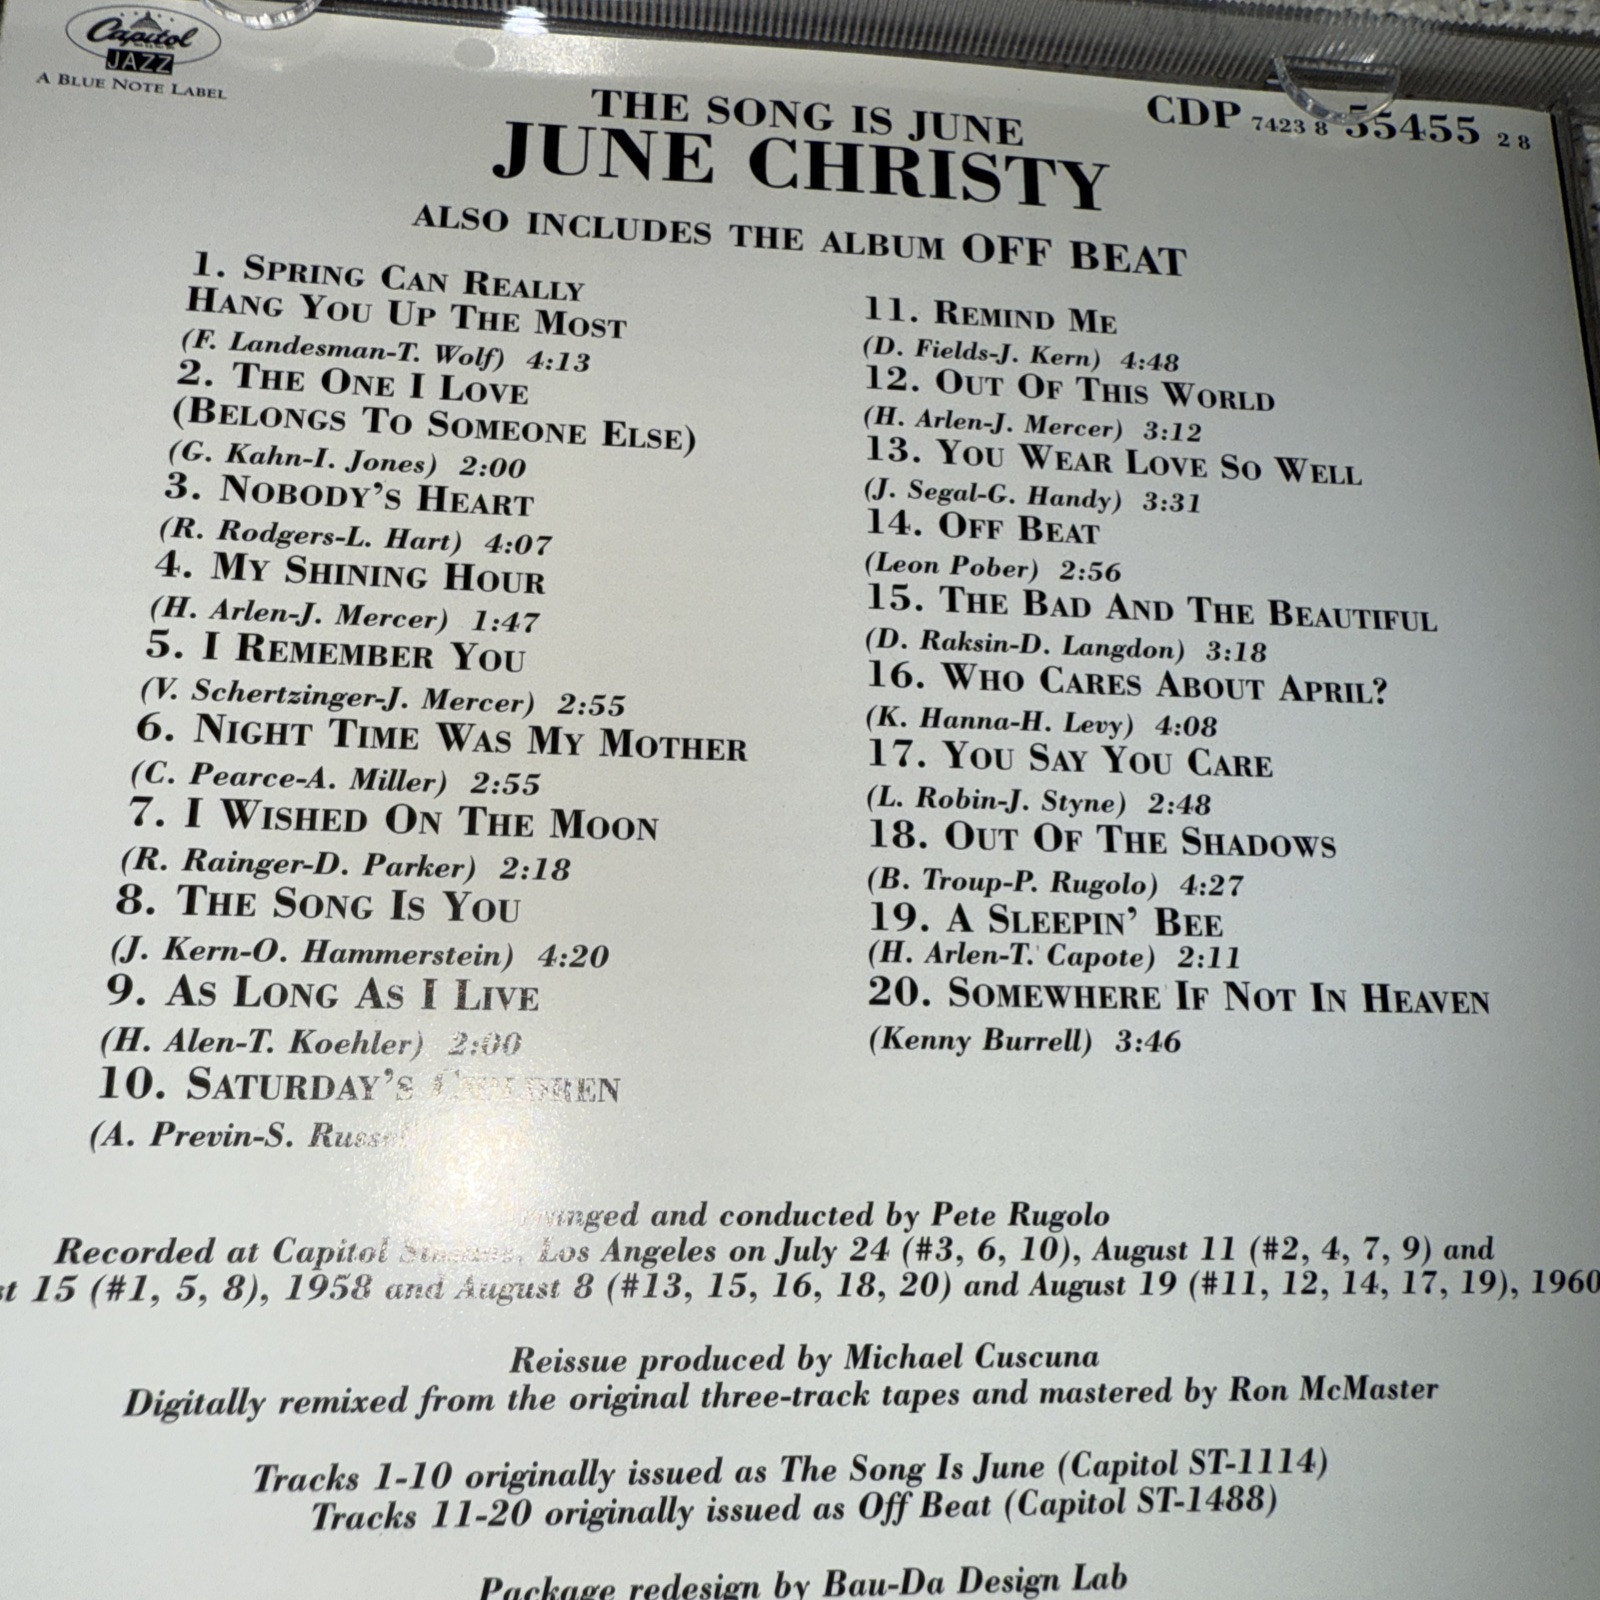 Capitol
JAZZ
A BLUE NOTE LABEL
THE SONG IS JUNE
CDP 7423 8 55455 2 8
JUNE CHRISTY
ALSO INCLUDES THE ALBUM OFF BEAT
1. SPRING CAN REALLY
HANG YOU UP THE MOST
(F. Landesman-T. Wolf) 4:13
2. THE ONE I LOVE
(BELONGS TO SOMEONE ELSE)
(G. Kahn-I. Jones) 2:00
3. NOBODY'S HEART
(R. Rodgers-L. Hart) 4:07
4. MY SHINING HOUR
(H. Arlen-J. Mercer) 1:47
5. I REMEMBER YOU
(V. Schertzinger-J. Mercer) 2:55
6. NIGHT TIME WAS MY MOTHER
(C. Pearce-A. Miller) 2:55
7. I WISHED ON THE MOON
(R. Rainger-D. Parker) 2:18
8. THE SONG IS YOU
(J. Kern-O. Hammerstein) 4:20
9. AS LONG AS I LIVE
(H. Alen-T. Koehler) 2:00
10. SATURDAY'S CHILDREN
(A. Previn-S.
11. REMIND ME
(D. Fields-J. Kern) 4:48
12. OUT OF THIS WORLD
(H. Arlen-J. Mercer) 3:12
13. YOU WEAR LOVE SO WELL
(J. Segal-G. Handy) 3:31
14. OFF BEAT
(Leon Pober) 2:56
15. THE BAD AND THE BEAUTIFUL
(D. Raksin-D. Langdon) 3:18
16. WHO CARES ABOUT APRIL?
(K. Hanna-H. Levy) 4:08
17. YOU SAY YOU CARE
(L. Robin-J. Styne) 2:48
18. OUT OF THE SHADOWS
(B. Troup-P. Rugolo) 4:27
19. A SLEEPIN' BEE
(H. Arlen-T. Capote) 2:11
20. SOMEWHERE IF NOT IN HEAVEN
(Kenny Burrell) 3:46
and conducted by Pete Rugolo
Recorded at Capitol Studios, Los Angeles on July 24 (#3, 6, 10), August 11 (#2, 4, 7, 9) and
15 (#1, 5, 8), 1958 and August 8 (#13, 15, 16, 18, 20) and August 19 (#11, 12, 14, 17, 19), 1960
Reissue produced by Michael Cuscuna
Digitally remixed from the original three-track tapes and mastered by Ron McMaster
Tracks 1-10 originally issued as The Song Is June (Capitol ST-1114)
Tracks 11-20 originally issued as Off Beat (Capitol ST-1488)
Package redesign by Bau-Da Design Lab